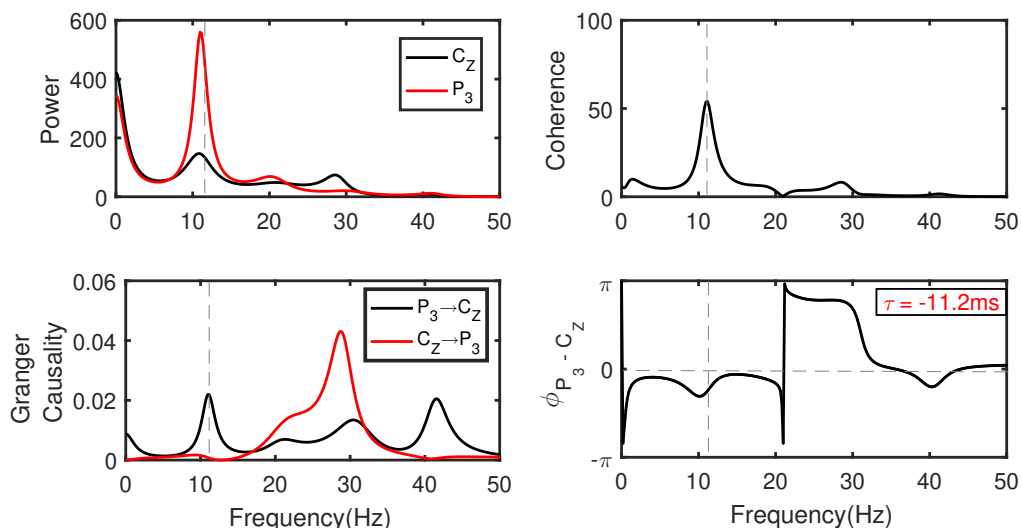 600
400
200
0
Power
C_Z
P_3
0 10 20 30 40 50
100
50
0
Coherence
0 10 20 30 40 50
0.06
0.04
0.02
0
Granger
Causality
P_3→C_Z
C_Z→P_3
0 10 20 30 40 50
Frequency(Hz)
π
0
-π
ϕ_{P_3 - C_Z}
τ = -11.2ms
0 10 20 30 40 50
Frequency(Hz)